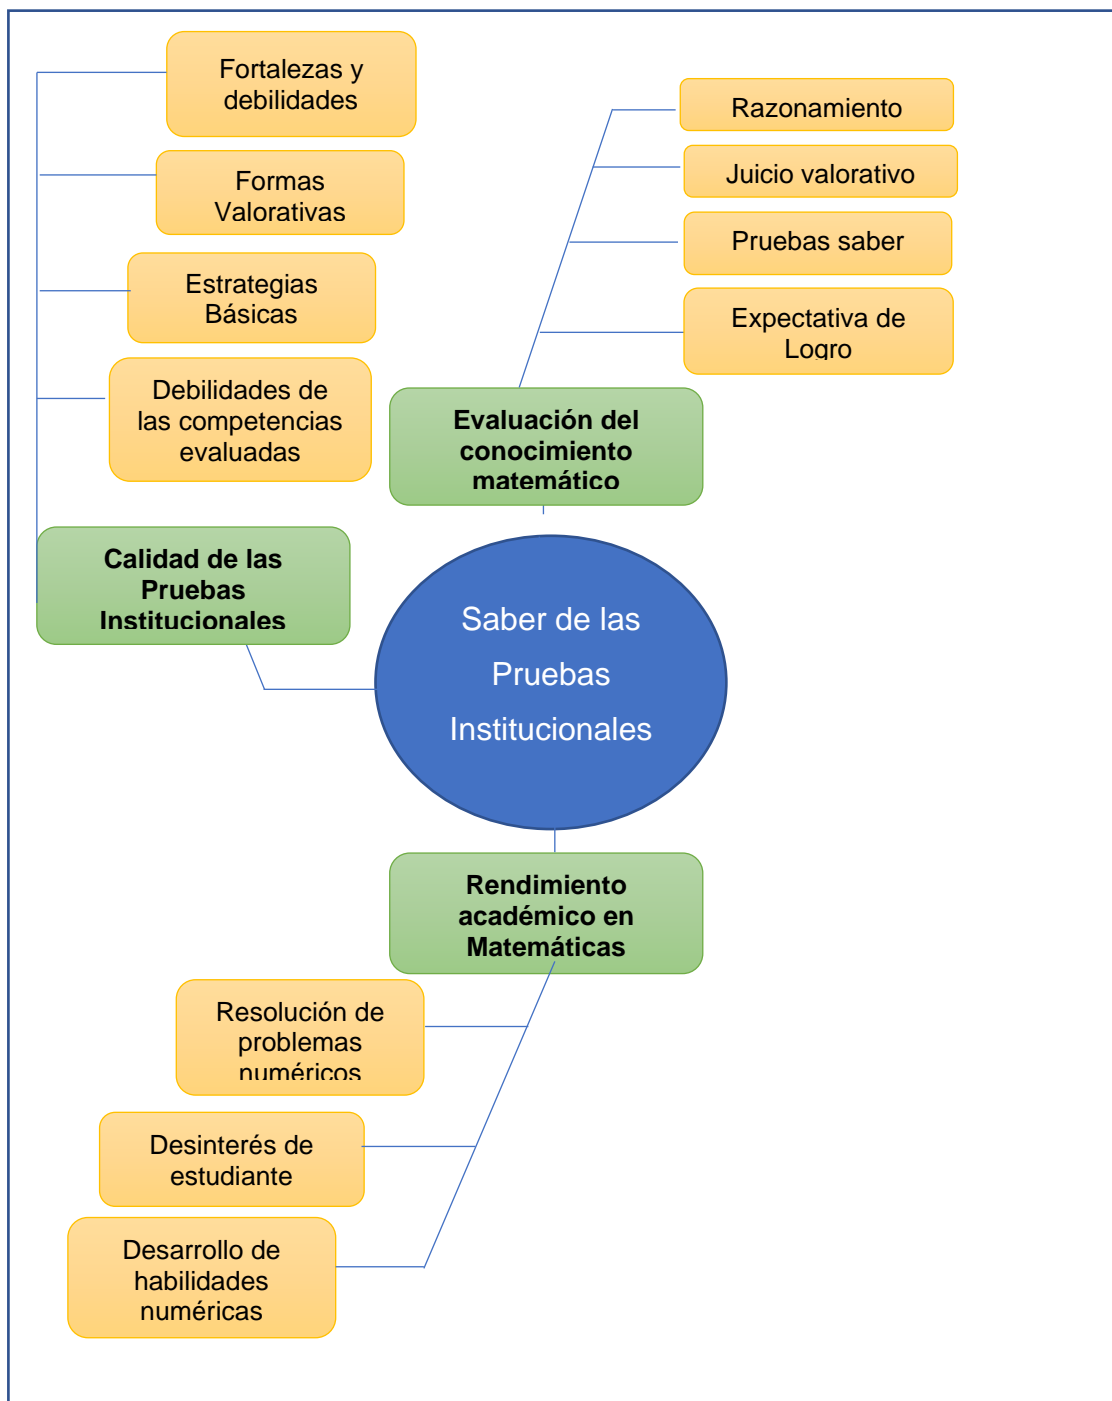 Fortalezas y
debilidades
Formas
Valorativas
Estrategias
Básicas
Debilidades de
las competencias
evaluadas
Calidad de las
Pruebas
Institucionales
Razonamiento
Juicio valorativo
Pruebas saber
Expectativa de
Logro
Evaluación del
conocimiento
matemático
Saber de las
Pruebas
Institucionales
Rendimiento
académico en
Matemáticas
Resolución de
problemas
numéricos
Desinterés de
estudiante
Desarrollo de
habilidades
numéricas